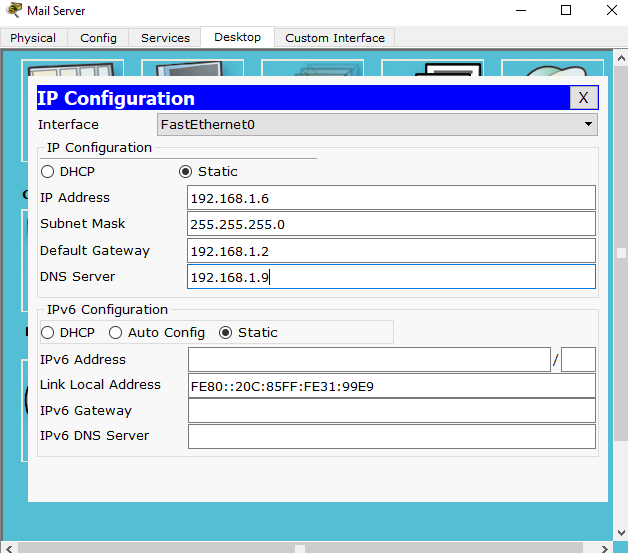 Mail Server
Physical Config Services Desktop Custom Interface
IP Configuration X
Interface FastEthernet0
IP Configuration
DHCP Static
IP Address 192.168.1.6
Subnet Mask 255.255.255.0
Default Gateway 192.168.1.2
DNS Server 192.168.1.9
IPv6 Configuration
DHCP Auto Config Static
IPv6 Address /
Link Local Address FE80::20C:85FF:FE31:99E9
IPv6 Gateway
IPv6 DNS Server